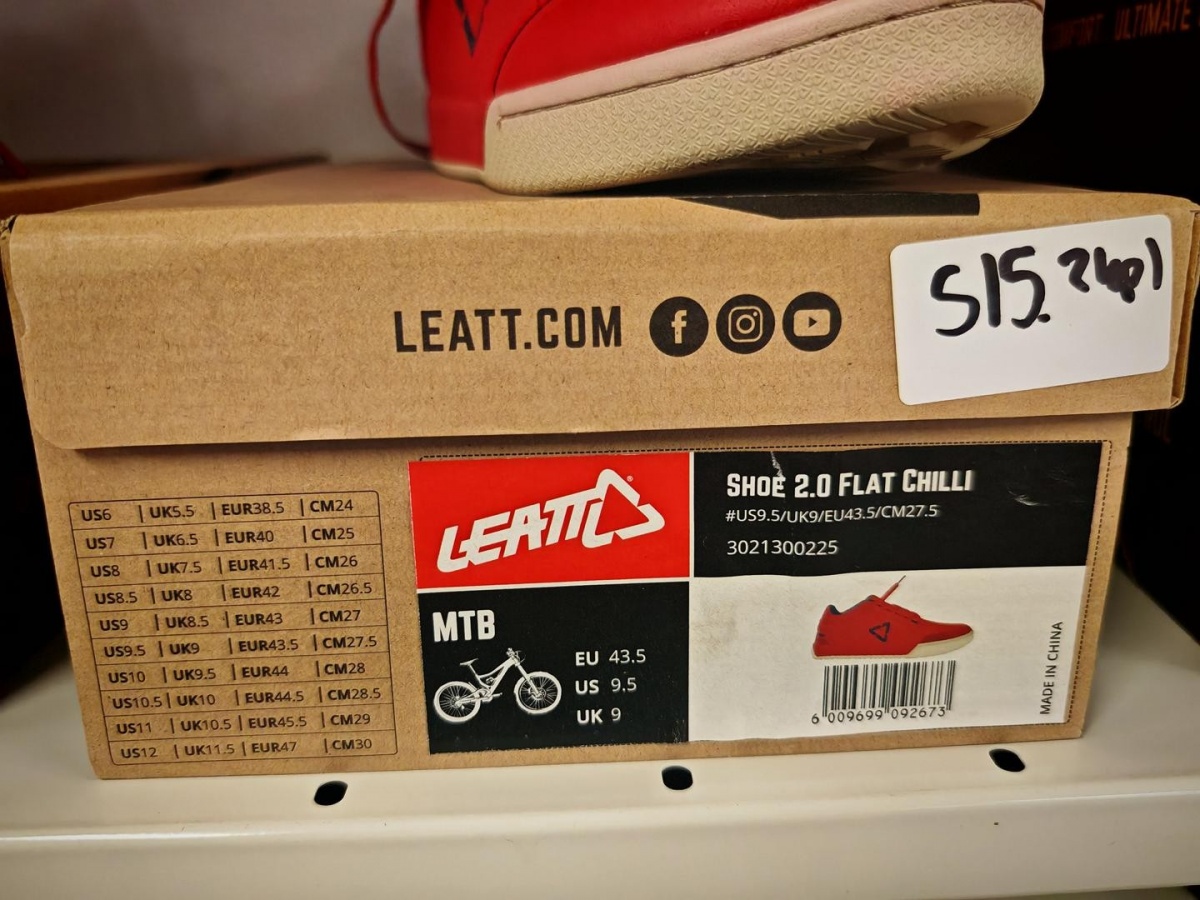 ULTIMATE
LEATT.COM
S15. 2kpl
US6 | UK5.5 | EUR38.5 | CM24
US7 | UK6.5 | EUR40 | CM25
US8 | UK7.5 | EUR41.5 | CM26
US8.5 | UK8 | EUR42 | CM26.5
US9 | UK8.5 | EUR43 | CM27
US9.5 | UK9 | EUR43.5 | CM27.5
US10 | UK9.5 | EUR44 | CM28
US10.5 | UK10 | EUR44.5 | CM28.5
US11 | UK10.5 | EUR45.5 | CM29
US12 | UK11.5 | EUR47 | CM30
LEATT
MTB
EU 43.5
US 9.5
UK 9
SHOE 2.0 FLAT CHILLI
#US9.5/UK9/EU43.5/CM27.5
3021300225
6 009699 092673
MADE IN CHINA